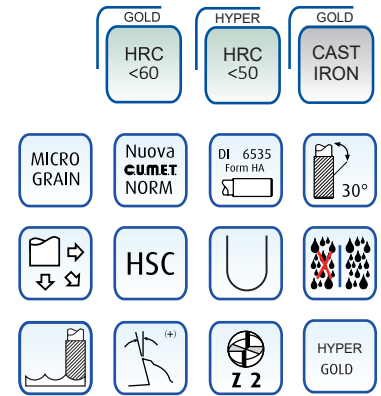 GOLD
HYPER
GOLD
HRC
<60
HRC
<50
CAST
IRON
MICRO
GRAIN
Nuova
C.U.M.E.T.
NORM
DI 6535
Form HA
30°
HSC
(+)
Z 2
HYPER
GOLD